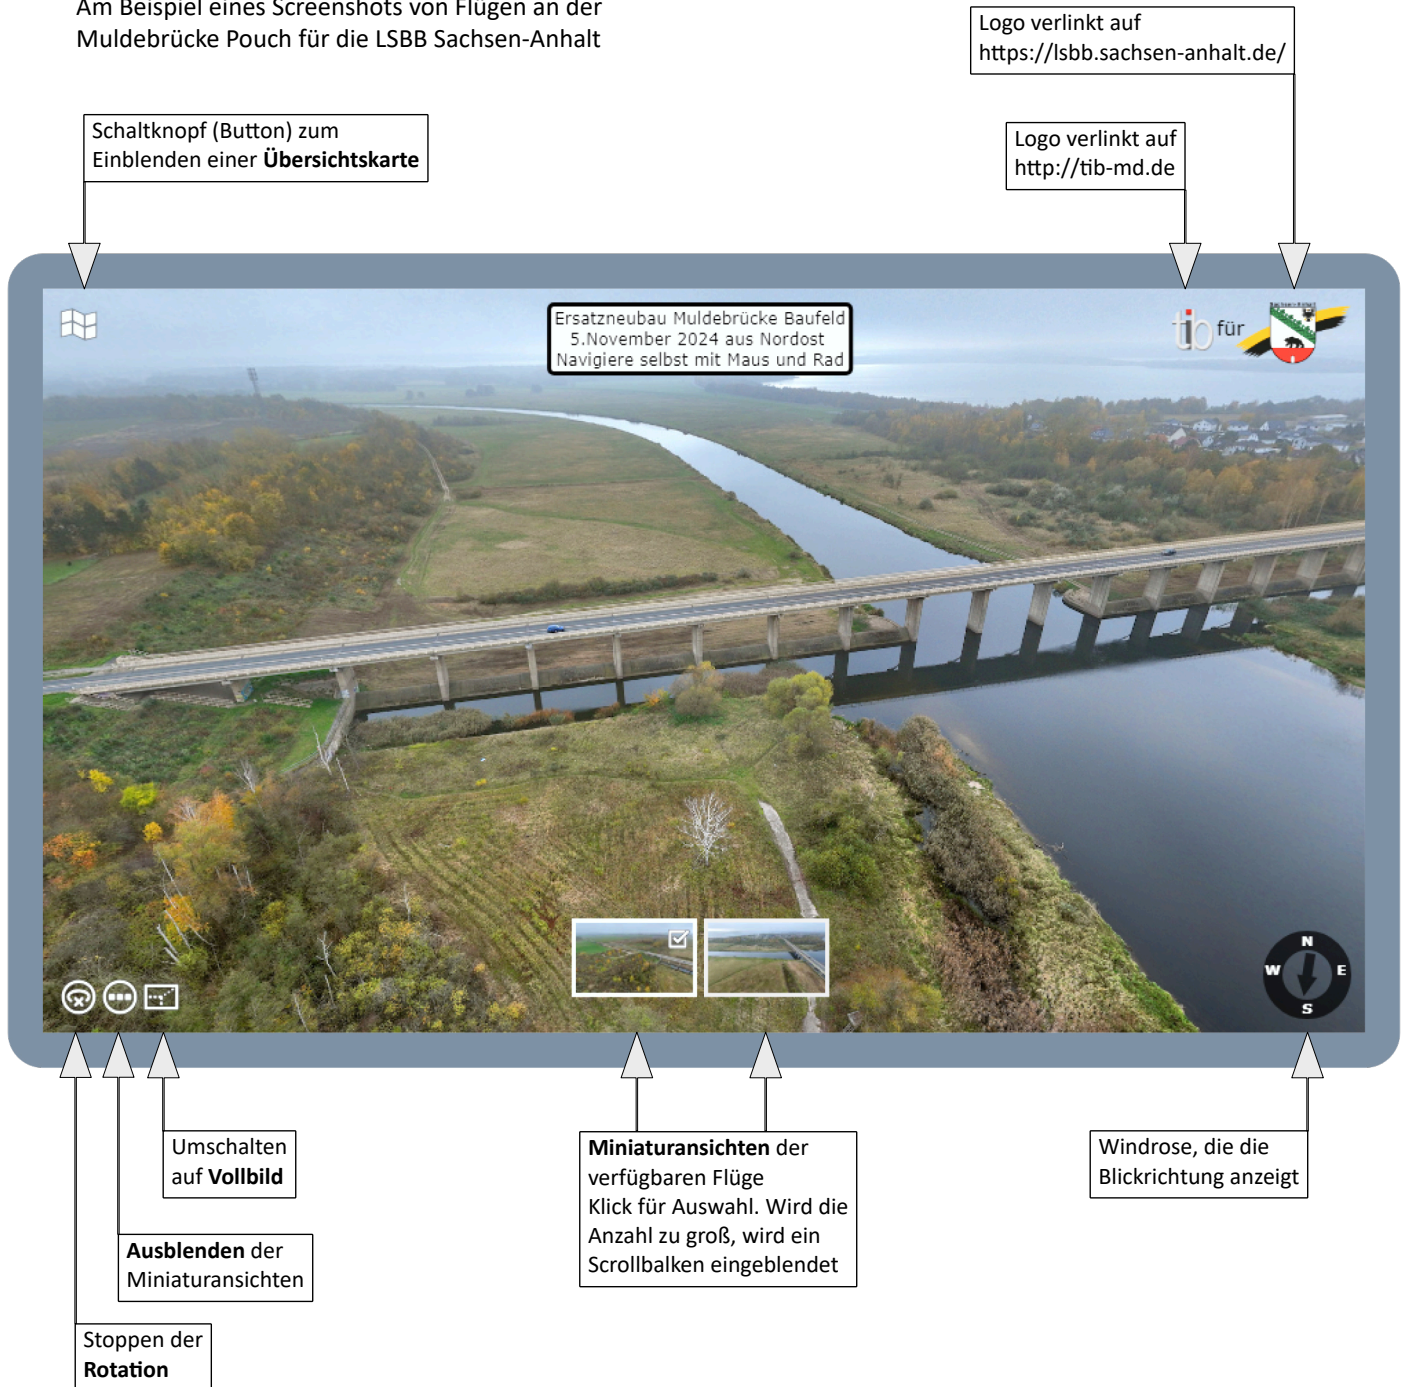 Am Beispiel eines Screenshots von Flügen an der
Muldebrücke Pouch für die LSBB Sachsen-Anhalt
Logo verlinkt auf
https://lsbb.sachsen-anhalt.de/
Schaltknopf (Button) zum
Einblenden einer Übersichtskarte
Logo verlinkt auf
http://tib-md.de
Ersatzneubau Muldebrücke Baufeld
5.November 2024 aus Nordost
Navigiere selbst mit Maus und Rad
tib für
Sachsen-Anhalt
N
W E
S
Umschalten
auf Vollbild
Miniaturansichten der
verfügbaren Flüge
Klick für Auswahl. Wird die
Anzahl zu groß, wird ein
Scrollbalken eingeblendet
Windrose, die die
Blickrichtung anzeigt
Ausblenden der
Miniaturansichten
Stoppen der
Rotation